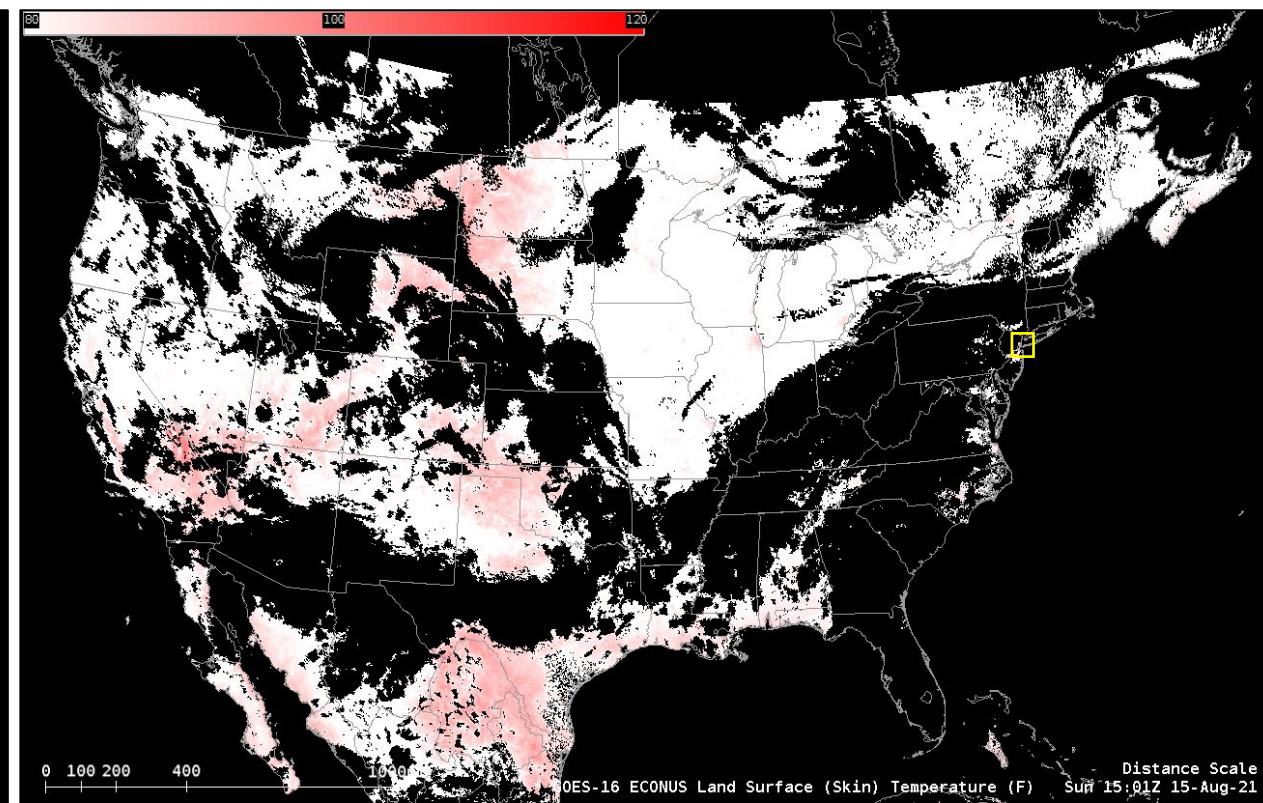 80 100 120
0 100 200 400
Distance Scale
OES-16 ECONUS Land Surface (Skin) Temperature (F) Sun 15:01Z 15-Aug-21